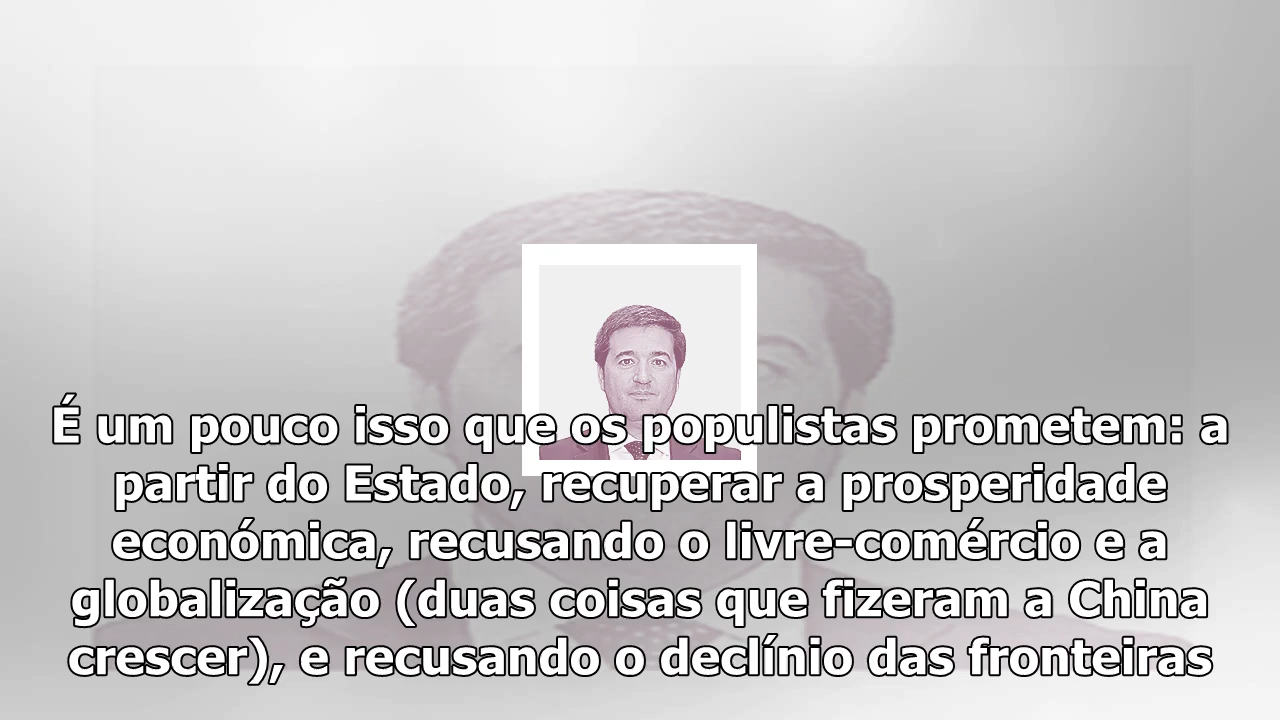 É um pouco isso que os populistas prometem: a
partir do Estado, recuperar a prosperidade
económica, recusando o livre-comércio e a
globalização (duas coisas que fizeram a China
crescer), e recusando o declínio das fronteiras